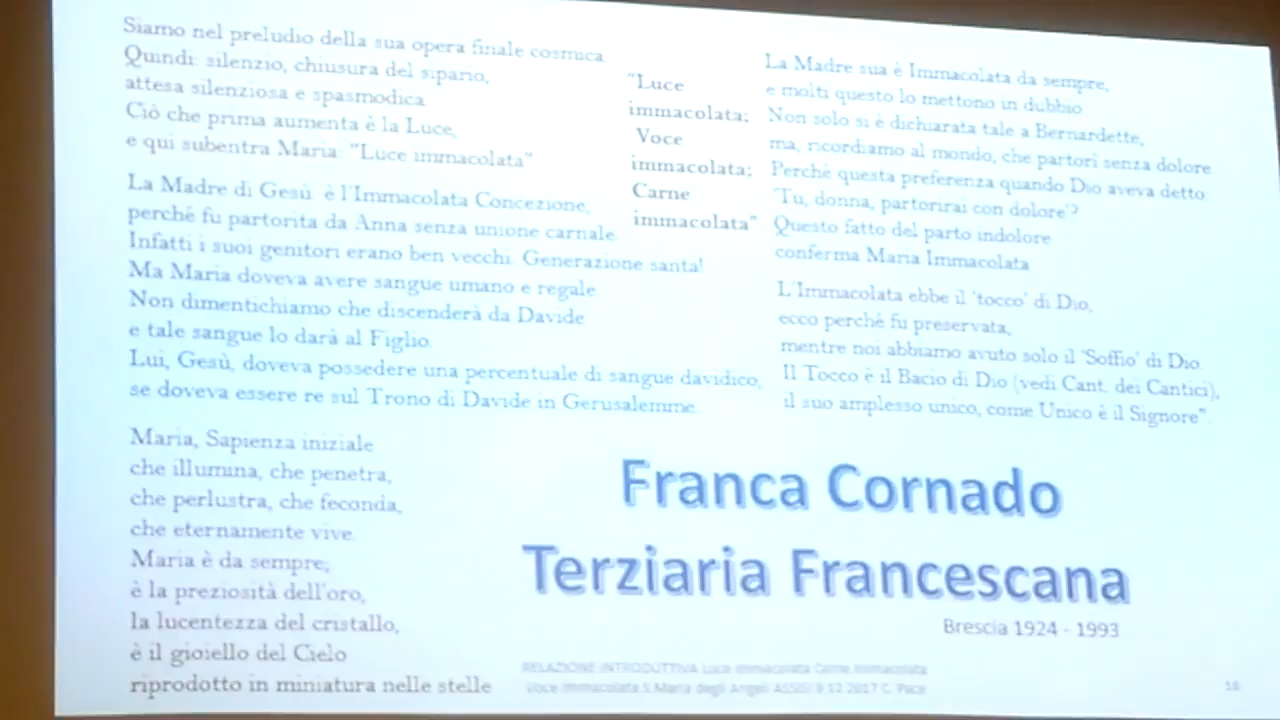 Siamo nel preludio della sua opera finale cosmica
Quindi: silenzio, chiusura del sipario,
attesa silenziosa e spasmodica
Ciò che prima aumenta è la Luce,
e qui subentra Maria: "Luce immacolata"
La Madre di Gesù è l'Immacolata Concezione,
perché fu partorita da Anna senza unione carnale
Infatti i suoi genitori erano ben vecchi. Generazione santa!
Ma Maria doveva avere sangue umano e regale
Non dimentichiamo che discenderà da Davide
e tale sangue lo darà al Figlio.
Lui, Gesù, doveva possedere una percentuale di sangue davidico,
se doveva essere re sul Trono di Davide in Gerusalemme.
Maria, Sapienza iniziale
che illumina, che penetra,
che perlustra, che feconda,
che eternamente vive.
Maria è da sempre,
è la preziosità dell'oro,
la lucentezza del cristallo,
è il gioiello del Cielo
riprodotto in miniatura nelle stelle
"Luce
immacolata;
Voce
immacolata;
Carne
immacolata"
La Madre sua è Immacolata da sempre,
e molti questo lo mettono in dubbio
Non solo si è dichiarata tale a Bernardette,
ma, ricordiamo al mondo, che partorì senza dolore
Perché questa preferenza quando Dio aveva detto
'Tu, donna, partorirai con dolore'?
Questo fatto del parto indolore
conferma Maria Immacolata
L'Immacolata ebbe il 'tocco' di Dio,
ecco perché fu preservata,
mentre noi abbiamo avuto solo il 'Soffio' di Dio.
Il Tocco è il Bacio di Dio (vedi Cant. dei Cantici),
il suo amplesso unico, come Unico è il Signore".
Franca Cornado
Terziaria Francescana
Brescia 1924 - 1993
RELAZIONE INTRODUTTIVA Luce Immacolata Carne Immacolata
Voce Immacolata S.Maria degli Angeli ASSISI 9 12 2017 C. Pace
16